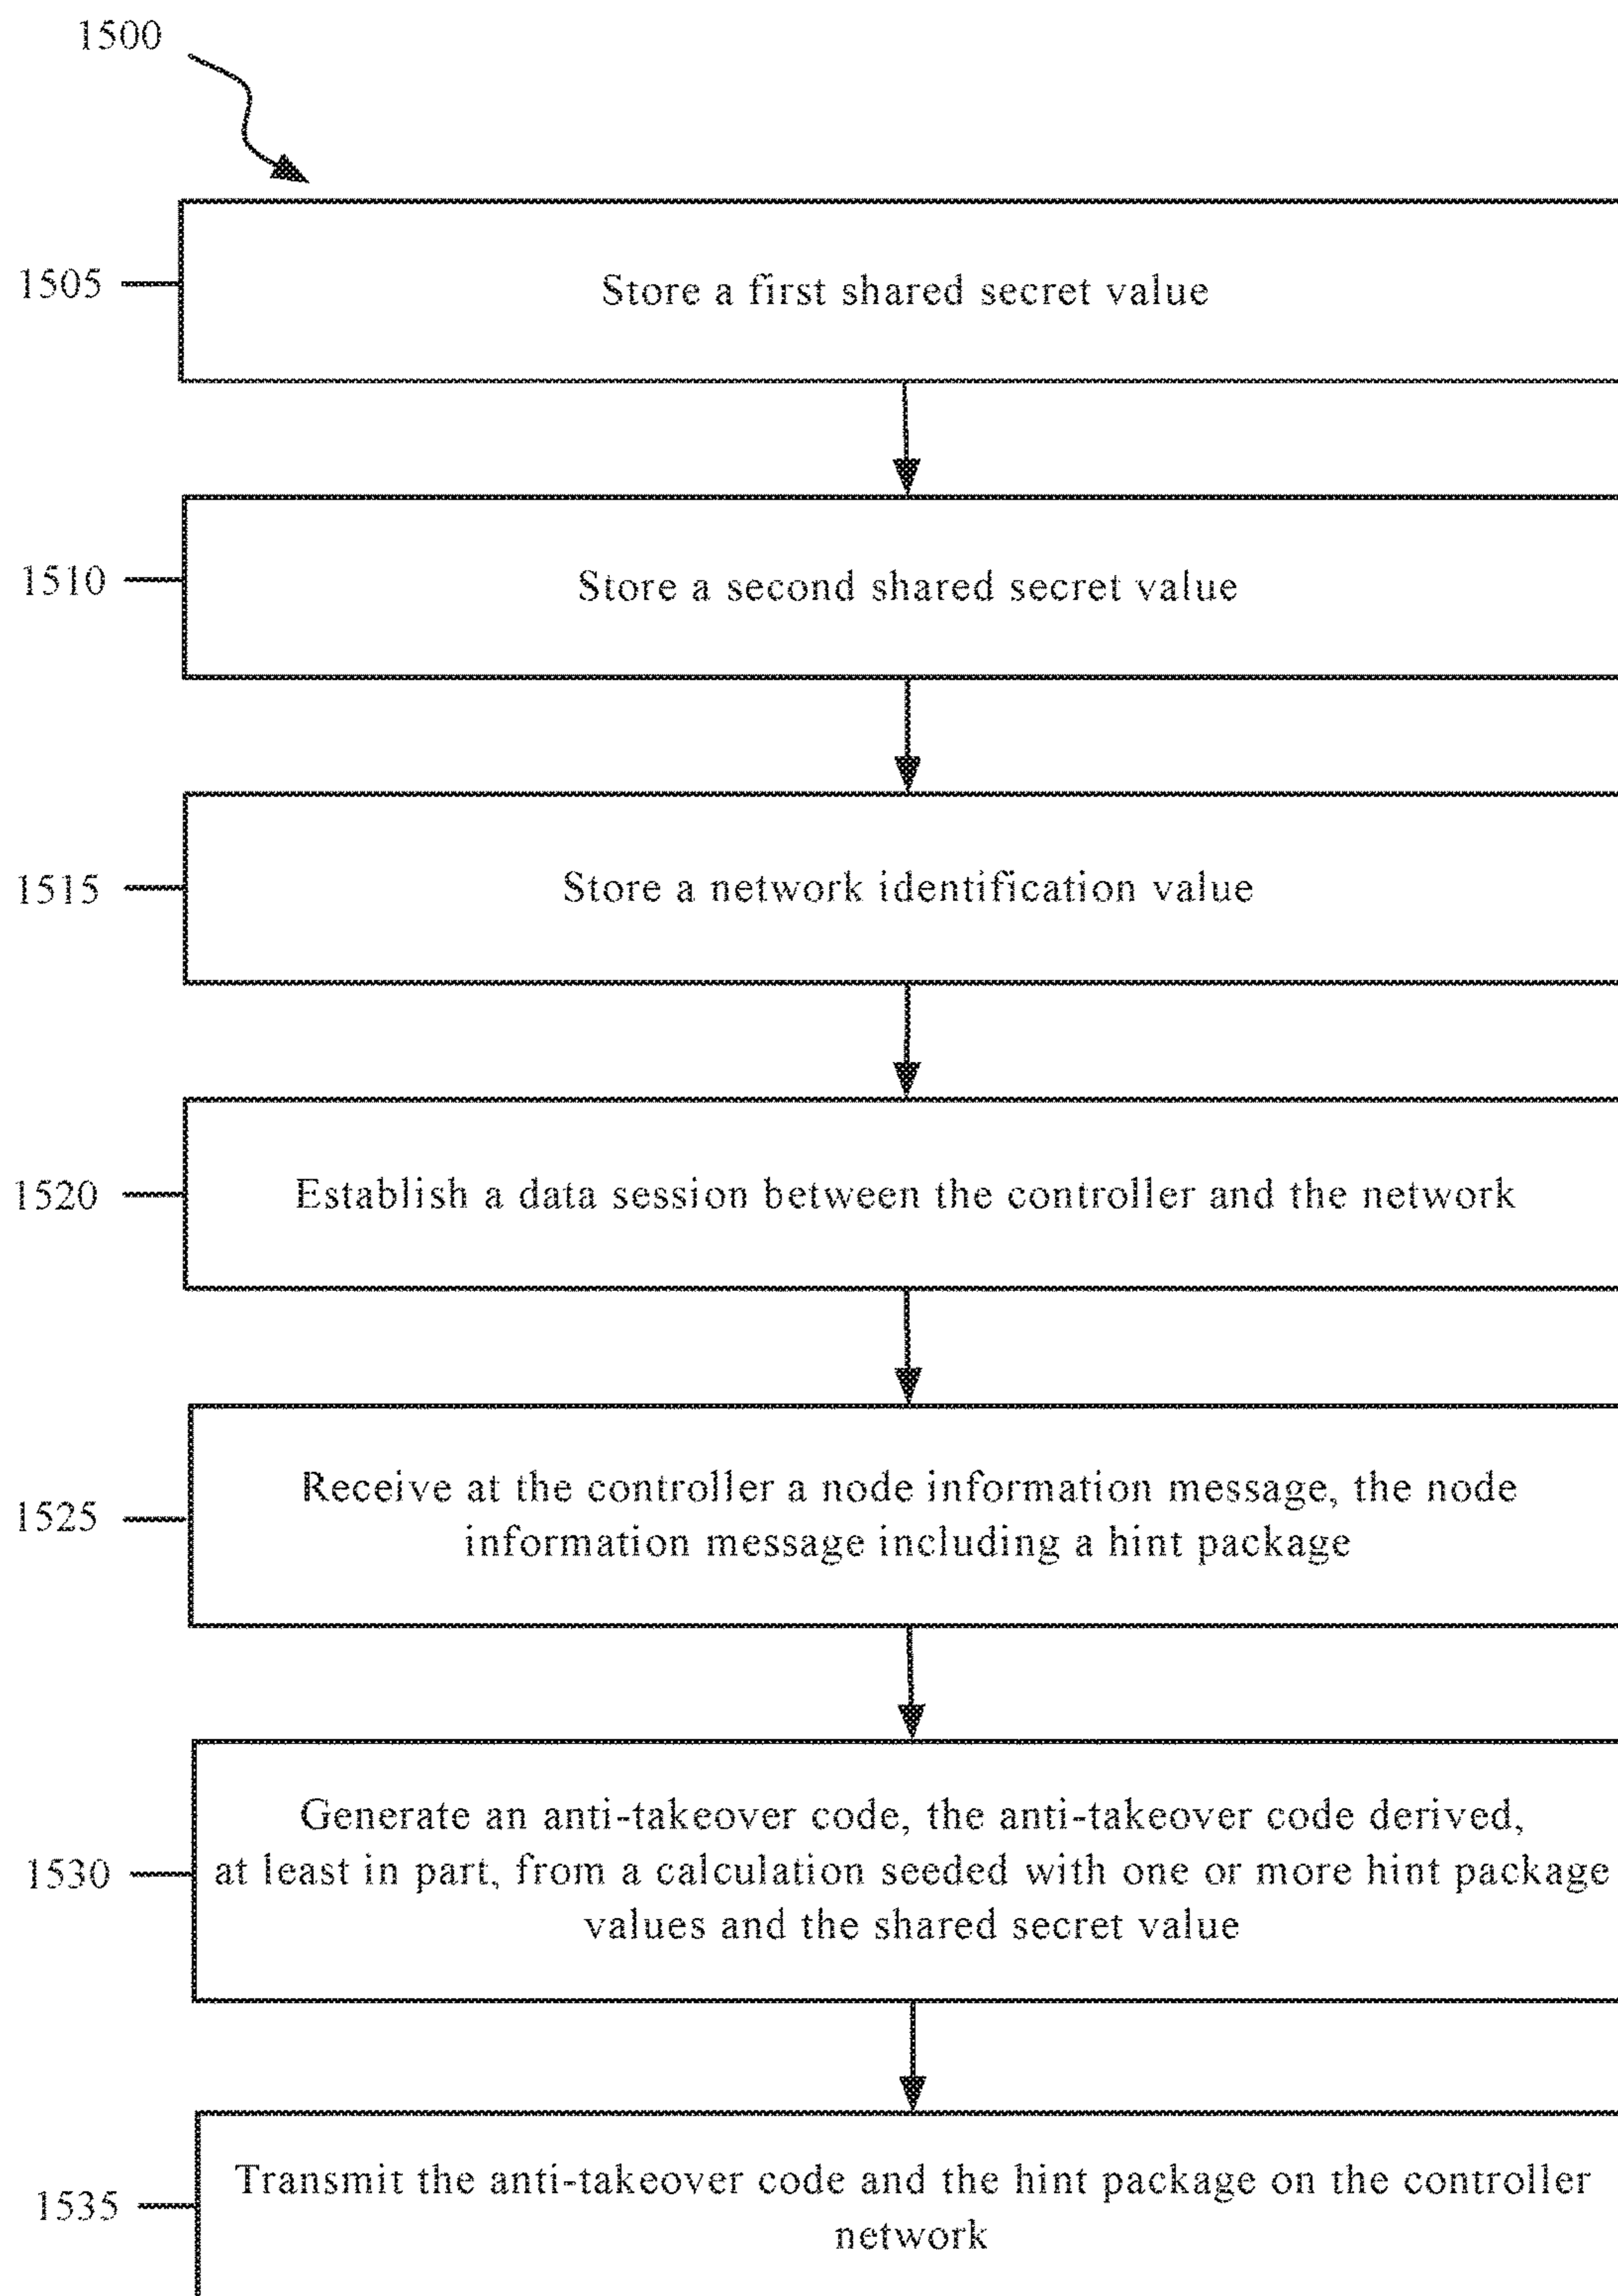 1500
1505
Store a first shared secret value
1510
Store a second shared secret value
1515
Store a network identification value
1520
Establish a data session between the controller and the network
1525
Receive at the controller a node information message, the node
information message including a hint package
1530
Generate an anti-takeover code, the anti-takeover code derived,
at least in part, from a calculation seeded with one or more hint package
values and the shared secret value
1535
Transmit the anti-takeover code and the hint package on the controller
network